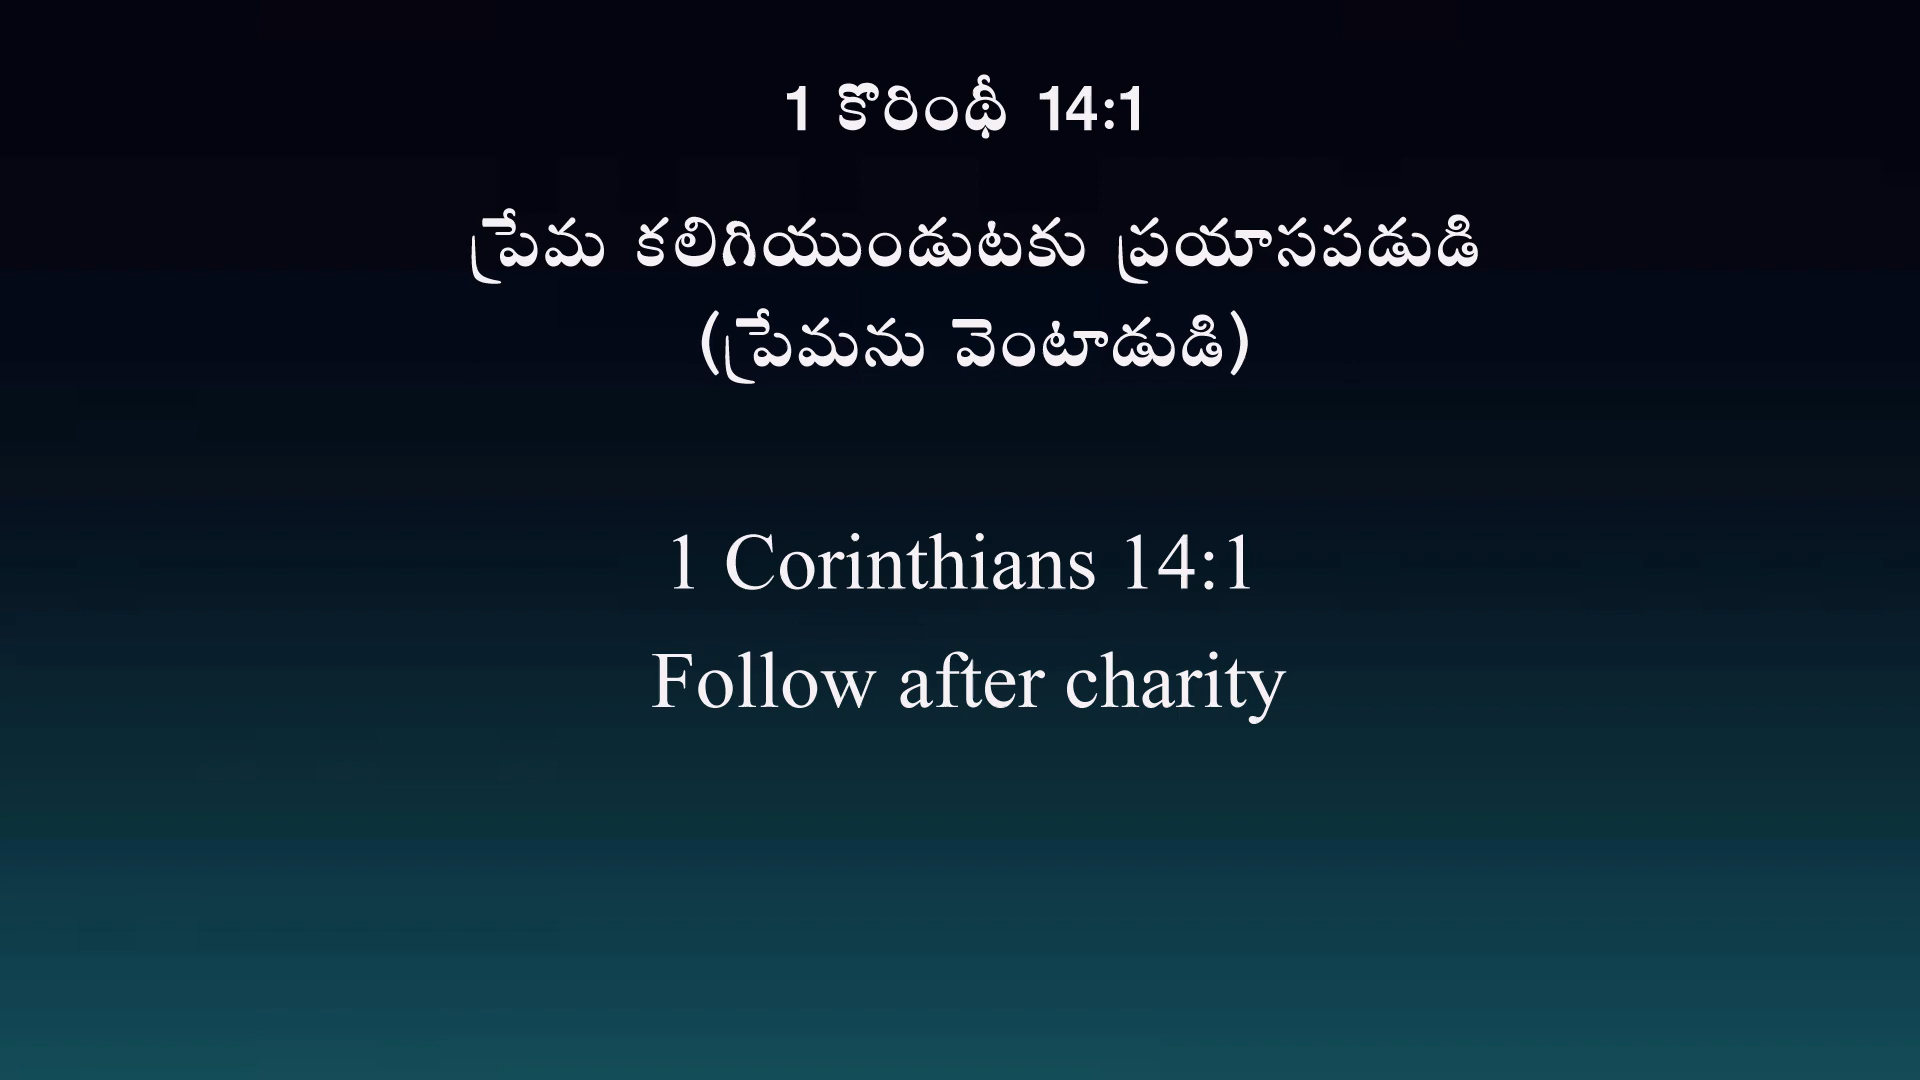 1 కొరింథీ 14:1
ప్రేమ కలిగియుండుటకు ప్రయాసపడుడి
(ప్రేమను వెంటాడుడి)
1 Corinthians 14:1
Follow after charity